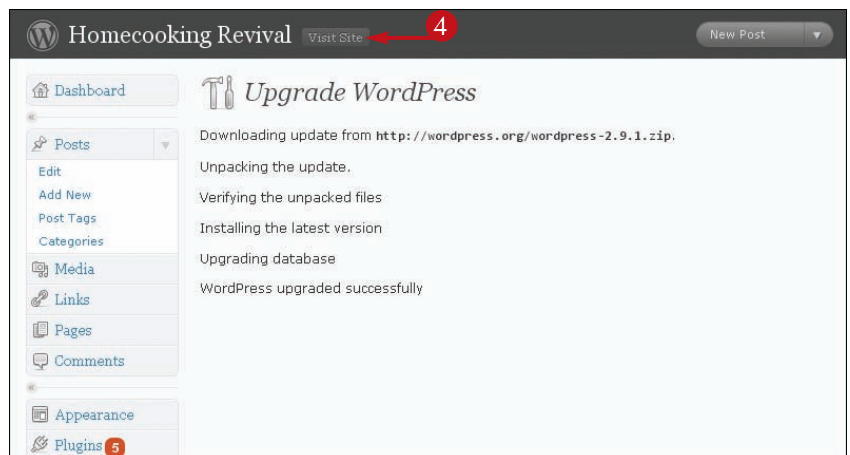 Homecooking Revival Visit Site 4 New Post
Dashboard
Upgrade WordPress
Posts
Edit
Add New
Post Tags
Categories
Media
Links
Pages
Comments
Appearance
Plugins 5
Downloading update from http://wordpress.org/wordpress-2.9.1.zip.
Unpacking the update.
Verifying the unpacked files
Installing the latest version
Upgrading database
WordPress upgraded successfully